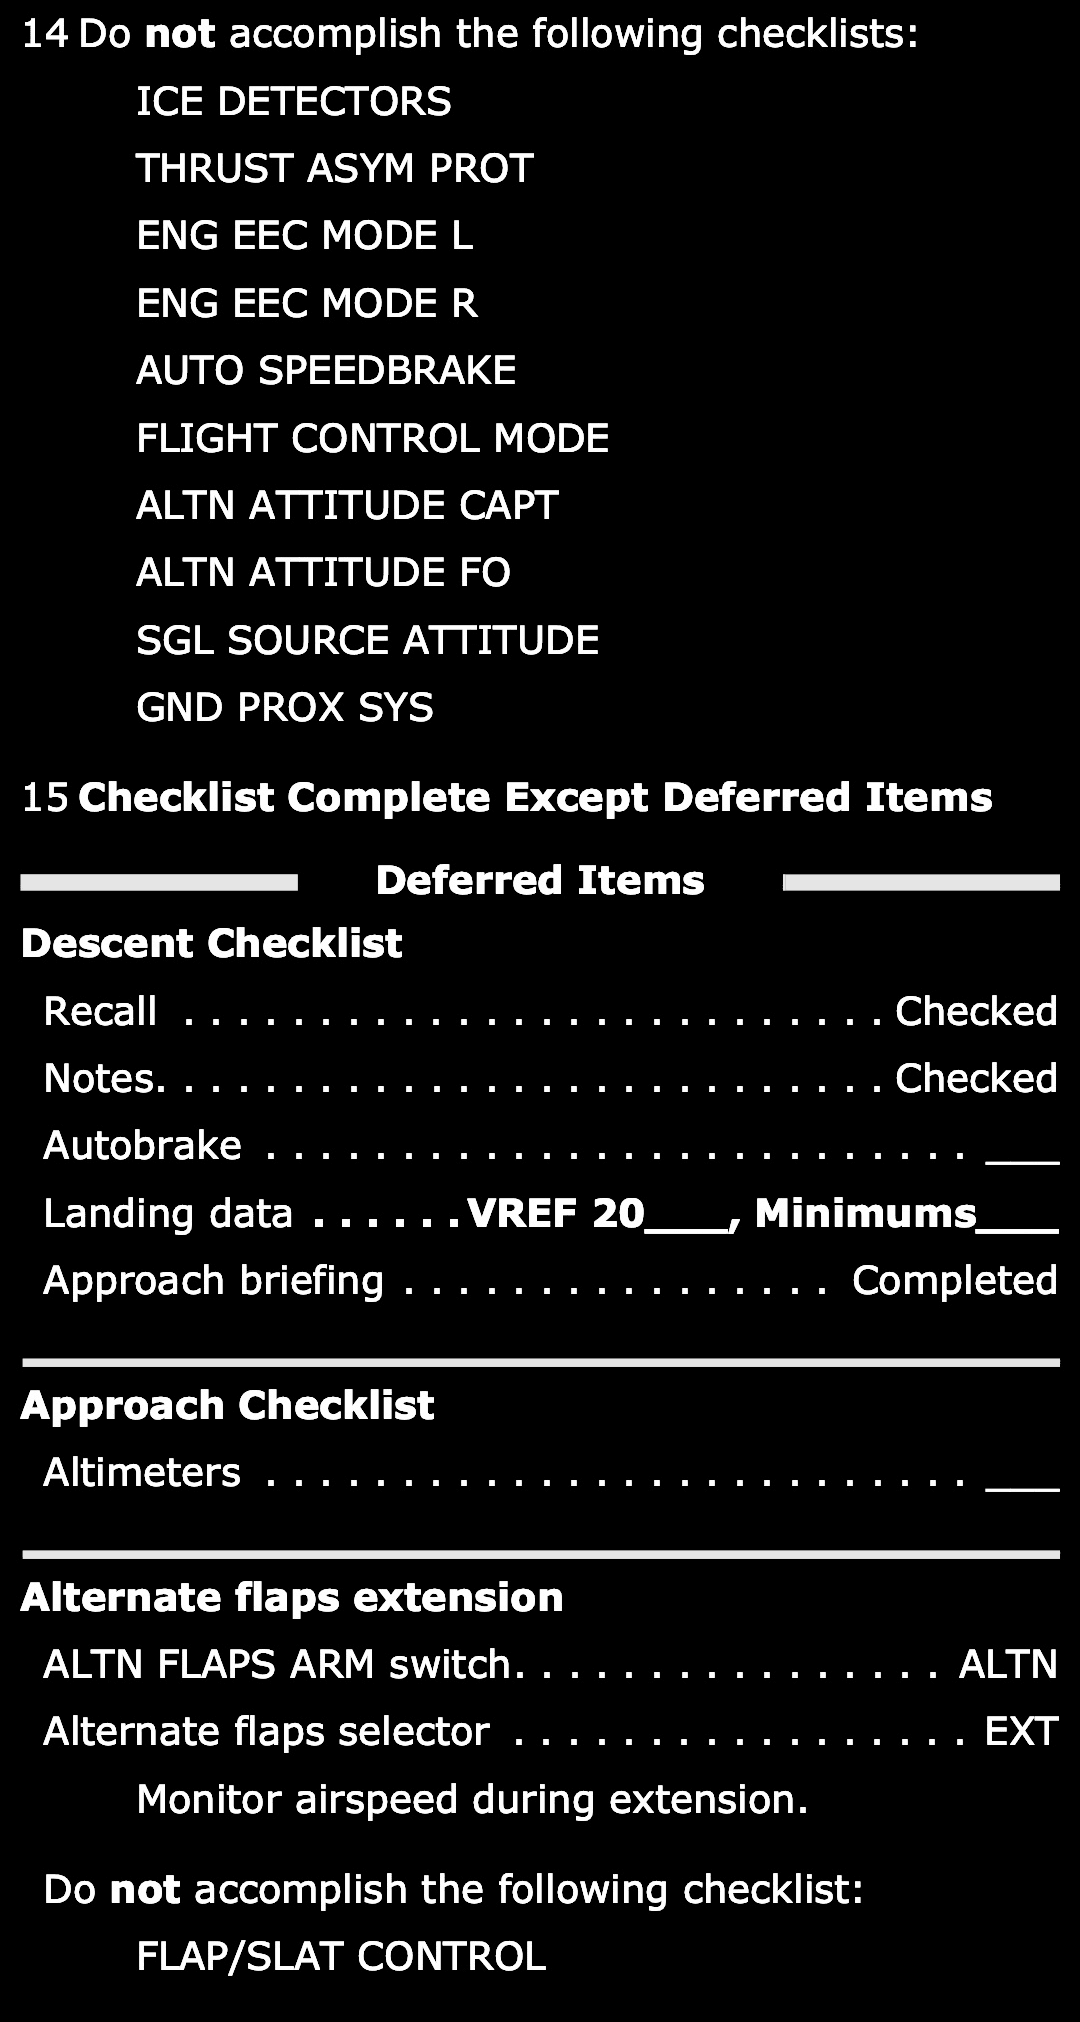 14 Do not accomplish the following checklists:
ICE DETECTORS
THRUST ASYM PROT
ENG EEC MODE L
ENG EEC MODE R
AUTO SPEEDBRAKE
FLIGHT CONTROL MODE
ALTN ATTITUDE CAPT
ALTN ATTITUDE FO
SGL SOURCE ATTITUDE
GND PROX SYS
15 Checklist Complete Except Deferred Items
Deferred Items
Descent Checklist
Recall . . . . . . . . . . . . . . . . . . . . . . . . . . Checked
Notes. . . . . . . . . . . . . . . . . . . . . . . . . . . Checked
Autobrake . . . . . . . . . . . . . . . . . . . . . . . . . . ___
Landing data . . . . . . VREF 20___, Minimums___
Approach briefing . . . . . . . . . . . . . . . . Completed
Approach Checklist
Altimeters . . . . . . . . . . . . . . . . . . . . . . . . . . ___
Alternate flaps extension
ALTN FLAPS ARM switch. . . . . . . . . . . . . . . . ALTN
Alternate flaps selector . . . . . . . . . . . . . . . . . EXT
Monitor airspeed during extension.
Do not accomplish the following checklist:
FLAP/SLAT CONTROL